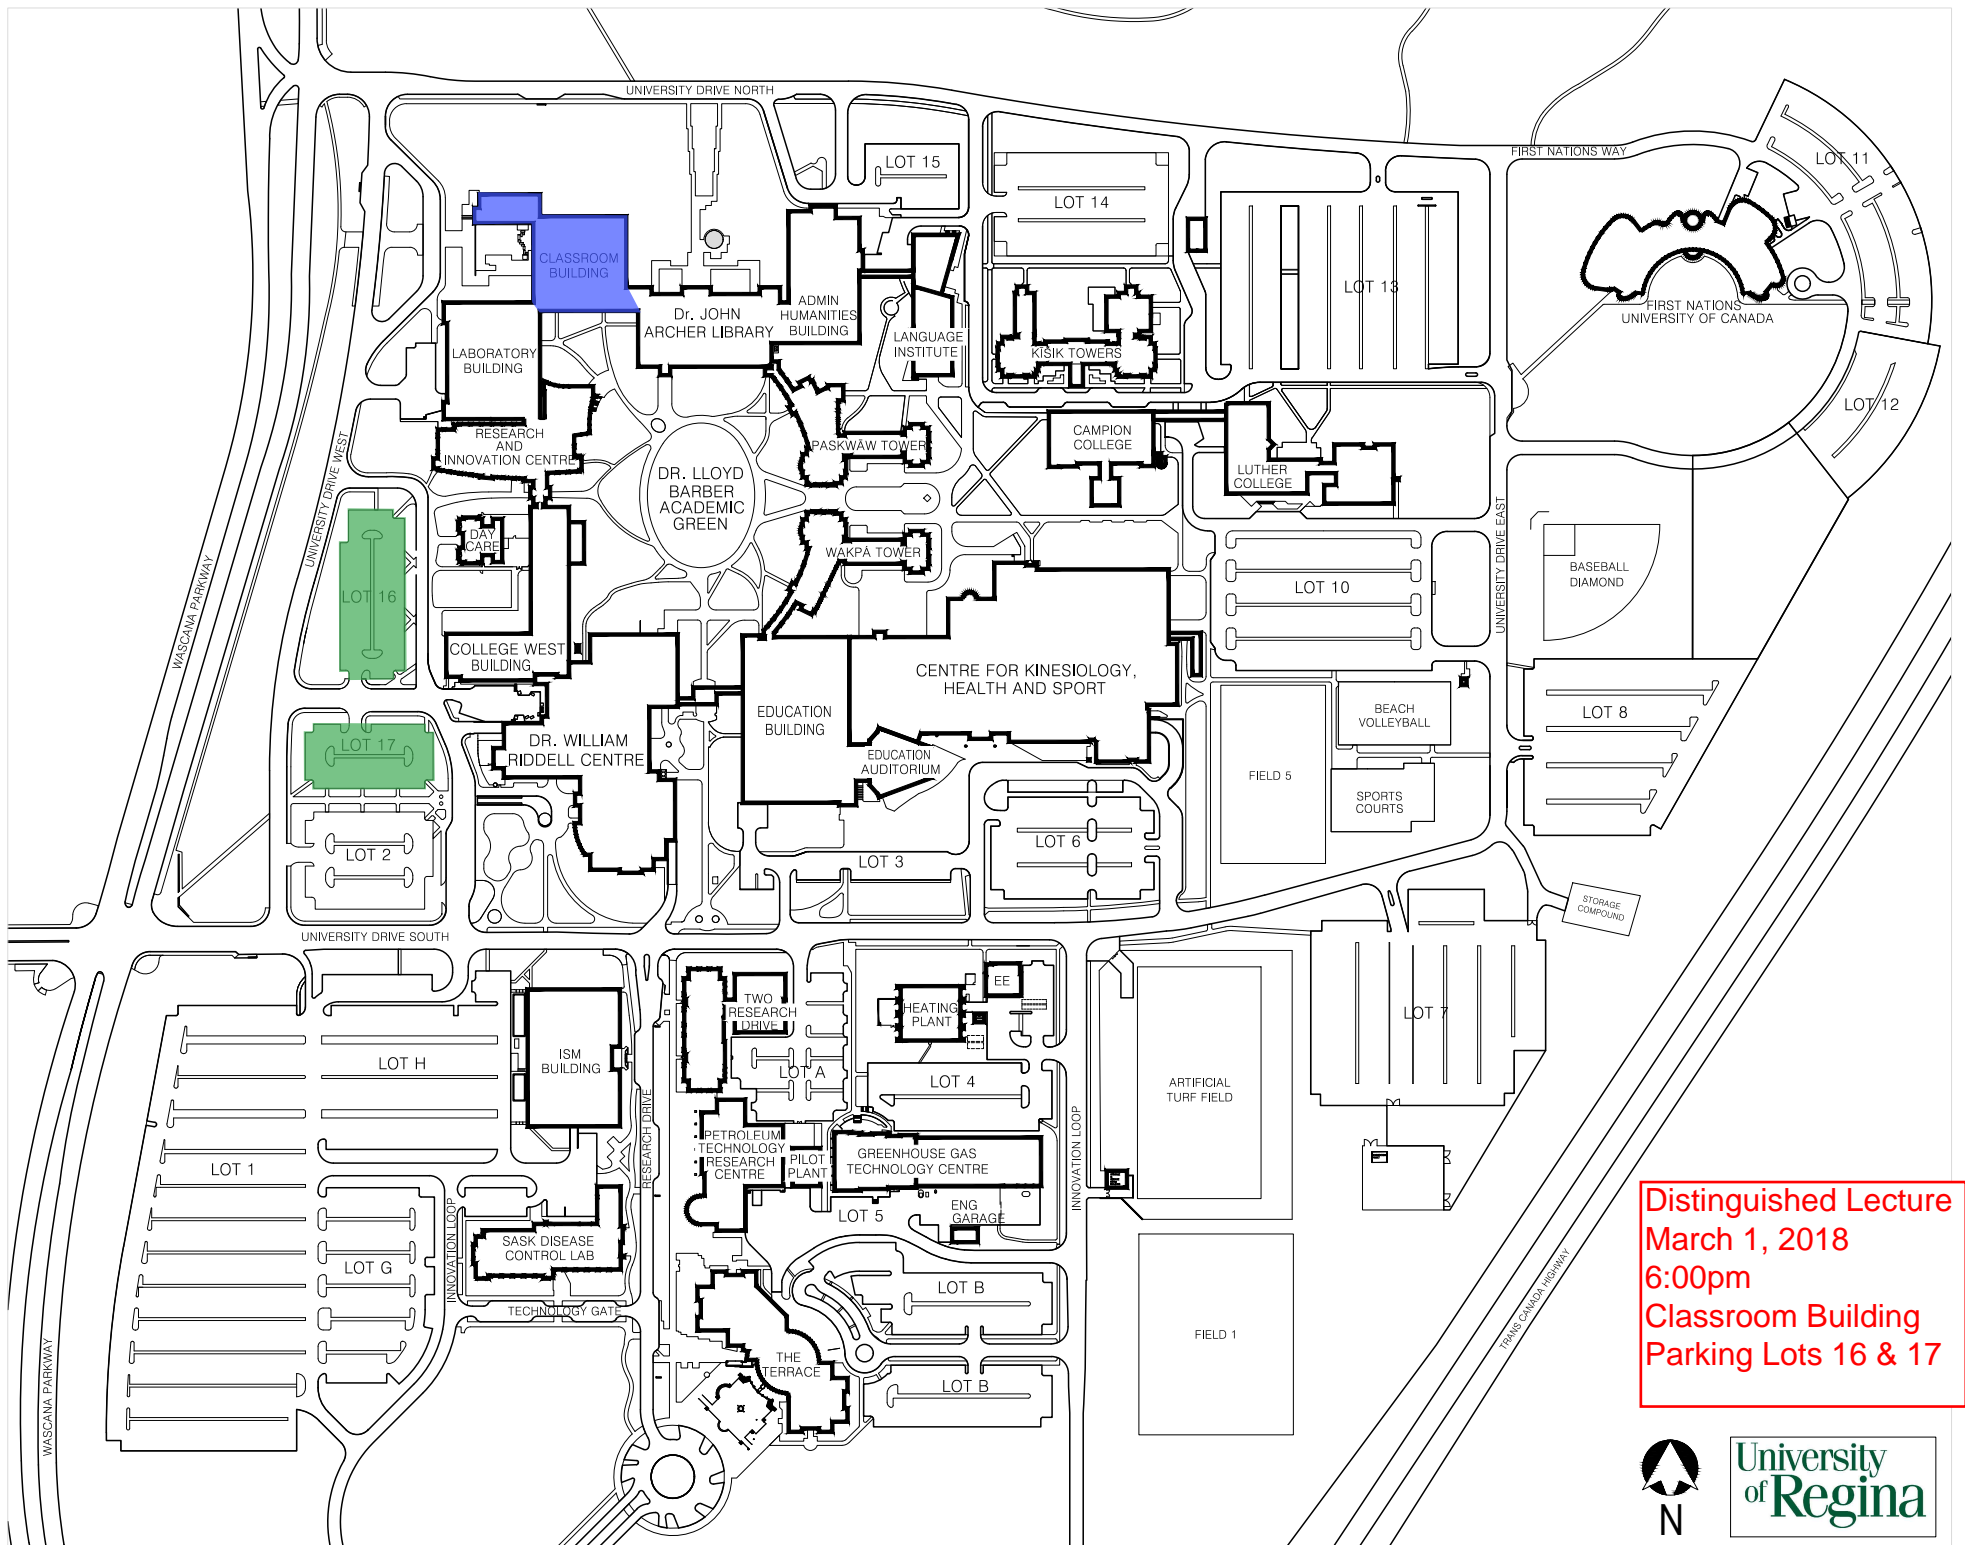 UNIVERSITY DRIVE NORTH
FIRST NATIONS WAY
LOT 15
LOT 11
LOT 14
CLASSROOM
BUILDING
LOT 13
ADMIN
HUMANITIES
BUILDING
Dr. JOHN
ARCHER LIBRARY
FIRST NATIONS
UNIVERSITY OF CANADA
LANGUAGE
INSTITUTE
KĪSIK TOWERS
LABORATORY
BUILDING
LOT 12
RESEARCH
AND
INNOVATION CENTRE
PASKWĀW TOWER
CAMPION
COLLEGE
LUTHER
COLLEGE
DR. LLOYD
BARBER
ACADEMIC
GREEN
UNIVERSITY DRIVE WEST
UNIVERSITY DRIVE EAST
DAY
CARE
WAKPĀ TOWER
BASEBALL
DIAMOND
WASCANA PARKWAY
LOT 16
LOT 10
COLLEGE WEST
BUILDING
CENTRE FOR KINESIOLOGY,
HEALTH AND SPORT
EDUCATION
BUILDING
BEACH
VOLLEYBALL
LOT 8
LOT 17
DR. WILLIAM
RIDDELL CENTRE
EDUCATION
AUDITORIUM
FIELD 5
SPORTS
COURTS
LOT 2
LOT 3
LOT 6
STORAGE
COMPOUND
UNIVERSITY DRIVE SOUTH
TWO
RESEARCH
DRIVE
EE
HEATING
PLANT
LOT 7
ISM
BUILDING
LOT H
LOT A
LOT 4
ARTIFICIAL
TURF FIELD
RESEARCH DRIVE
INNOVATION LOOP
PETROLEUM
TECHNOLOGY
RESEARCH
CENTRE
PILOT
PLANT
GREENHOUSE GAS
TECHNOLOGY CENTRE
LOT 1
LOT 5
ENG
GARAGE
INNOVATION LOOP
SASK DISEASE
CONTROL LAB
LOT G
LOT B
TECHNOLOGY GATE
FIELD 1
TRANS CANADA HIGHWAY
THE
TERRACE
LOT B
WASCANA PARKWAY
Distinguished Lecture
March 1, 2018
6:00pm
Classroom Building
Parking Lots 16 & 17
N
University
of Regina